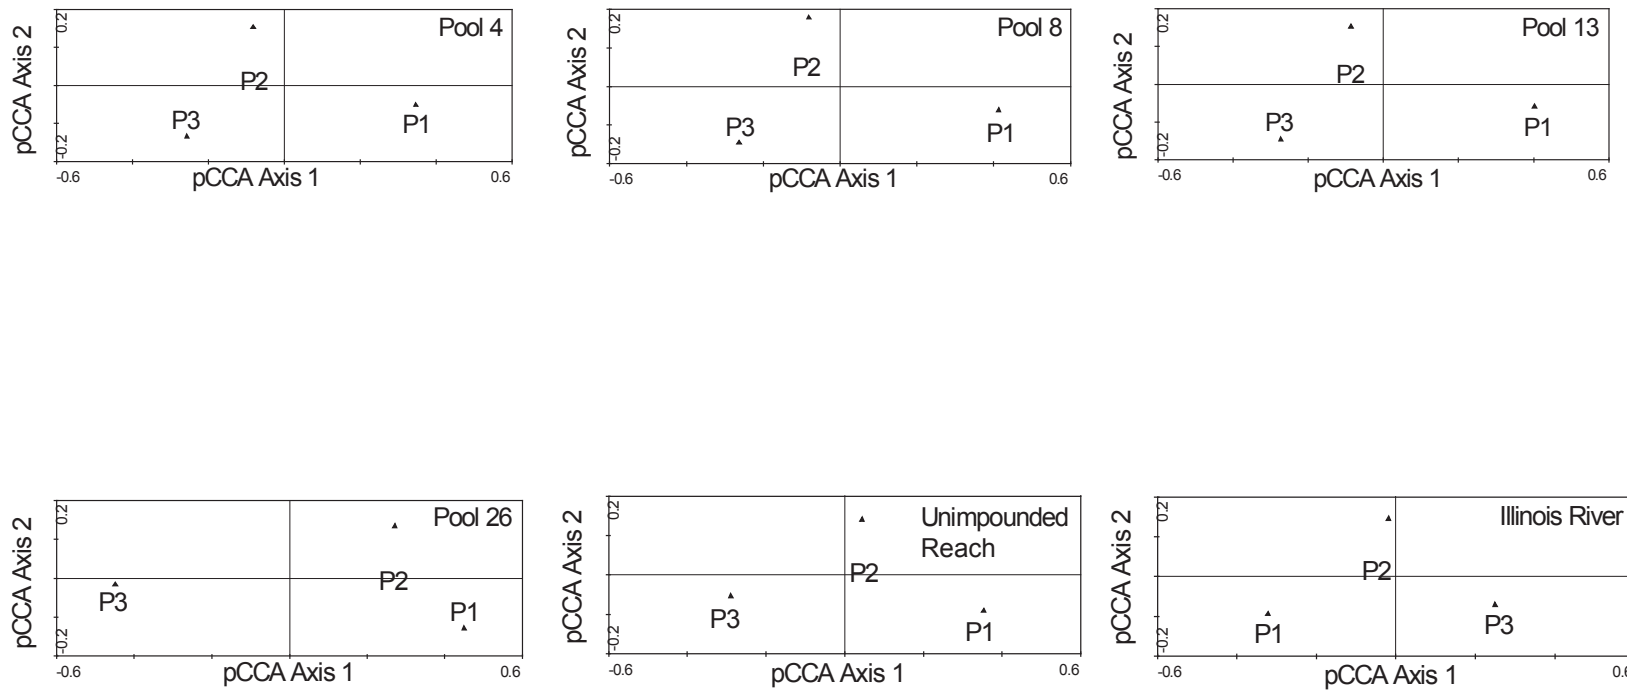 0.2
Pool 4
pCCA Axis 2
P2
P3
P1
-0.2
-0.6
pCCA Axis 1
0.6
0.2
Pool 8
pCCA Axis 2
P2
P3
P1
-0.2
-0.6
pCCA Axis 1
0.6
0.2
Pool 13
pCCA Axis 2
P2
P3
P1
-0.2
-0.6
pCCA Axis 1
0.6
0.2
Pool 26
pCCA Axis 2
P2
P3
P1
-0.2
-0.6
pCCA Axis 1
0.6
0.2
Unimpounded
Reach
pCCA Axis 2
P2
P3
P1
-0.2
-0.6
pCCA Axis 1
0.6
0.2
Illinois River
pCCA Axis 2
P2
P1
P3
-0.2
-0.6
pCCA Axis 1
0.6